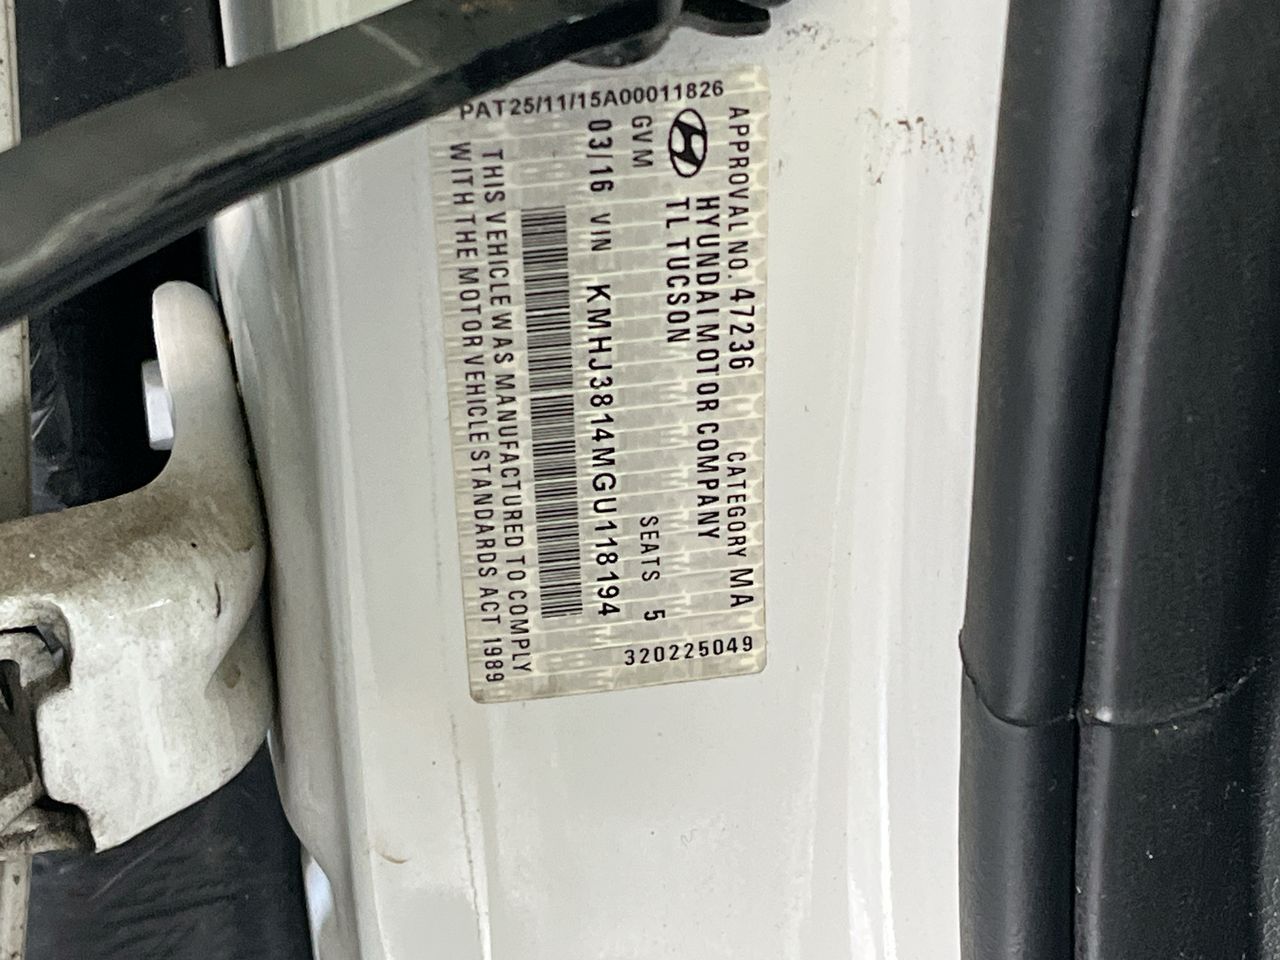 APPROVAL NO. 47236 CATEGORY MA
HYUNDAI MOTOR COMPANY
TL TUCSON
GVM SEATS 5
03/16 VIN KMHJ3814MGU118194
THIS VEHICLE WAS MANUFACTURED TO COMPLY
WITH THE MOTOR VEHICLE STANDARDS ACT 1989
PAT25/11/15A00011826
320225049